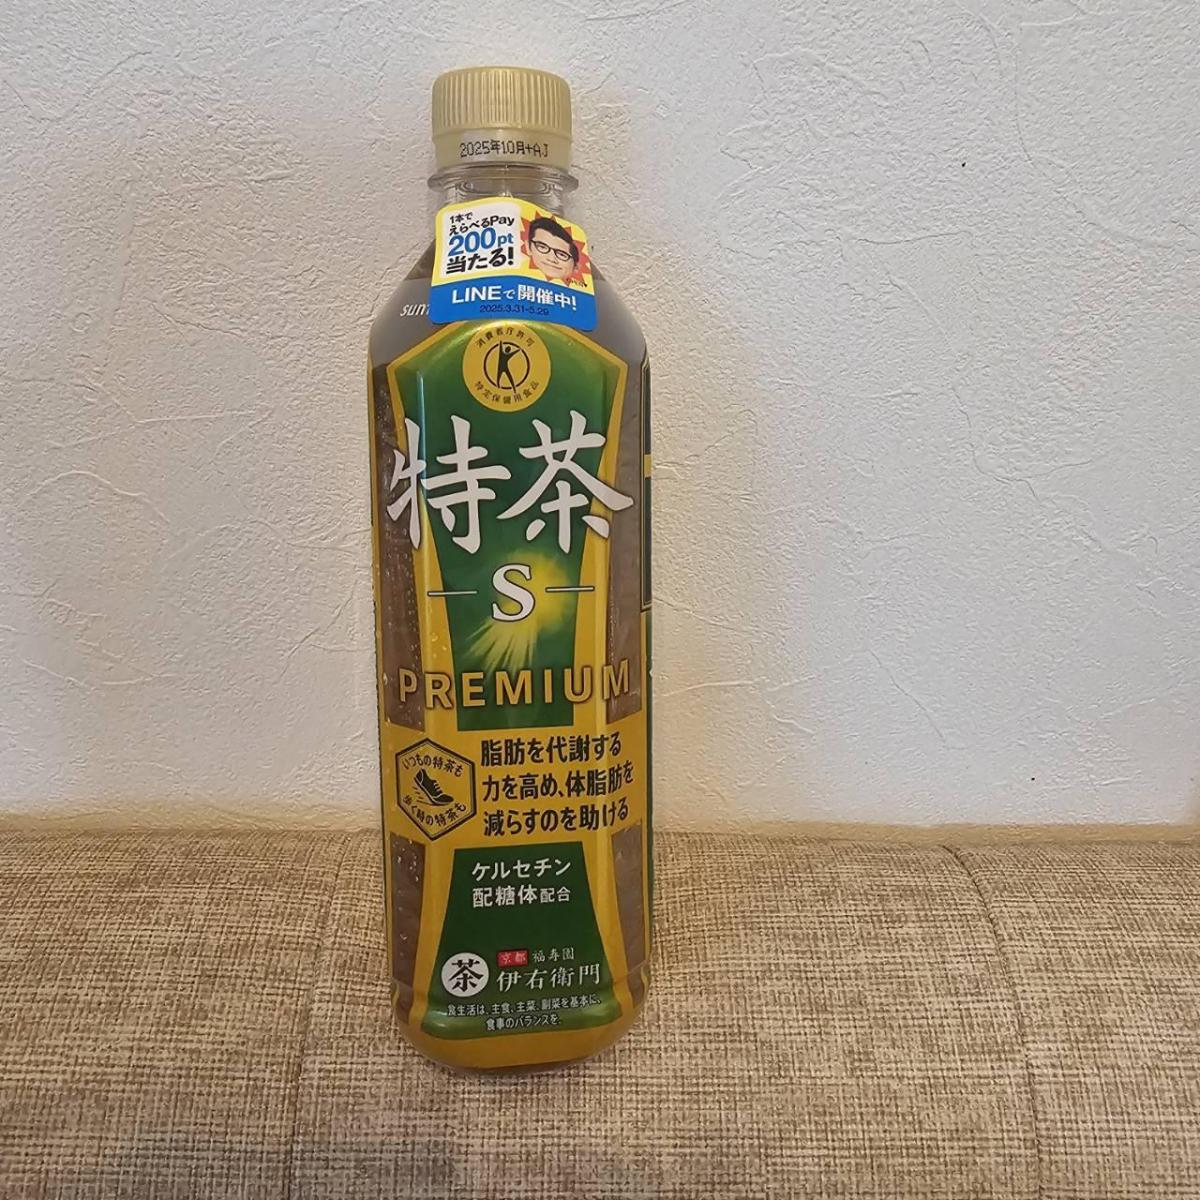 2025年10月+AJ
1本で
えらべるPay
200pt
当たる!
LINEで開催中!
2025.3.31-5.29
SUNT
消費者庁許可
特定保健用食品
特茶
S
PREMIUM
いつもの特茶も
歩く時の特茶も
脂肪を代謝する
力を高め、体脂肪を
減らすのを助ける
ケルセチン
配糖体配合
茶
京都 福寿園
伊右衛門
食生活は、主食、主菜、副菜を基本に、
食事のバランスを。